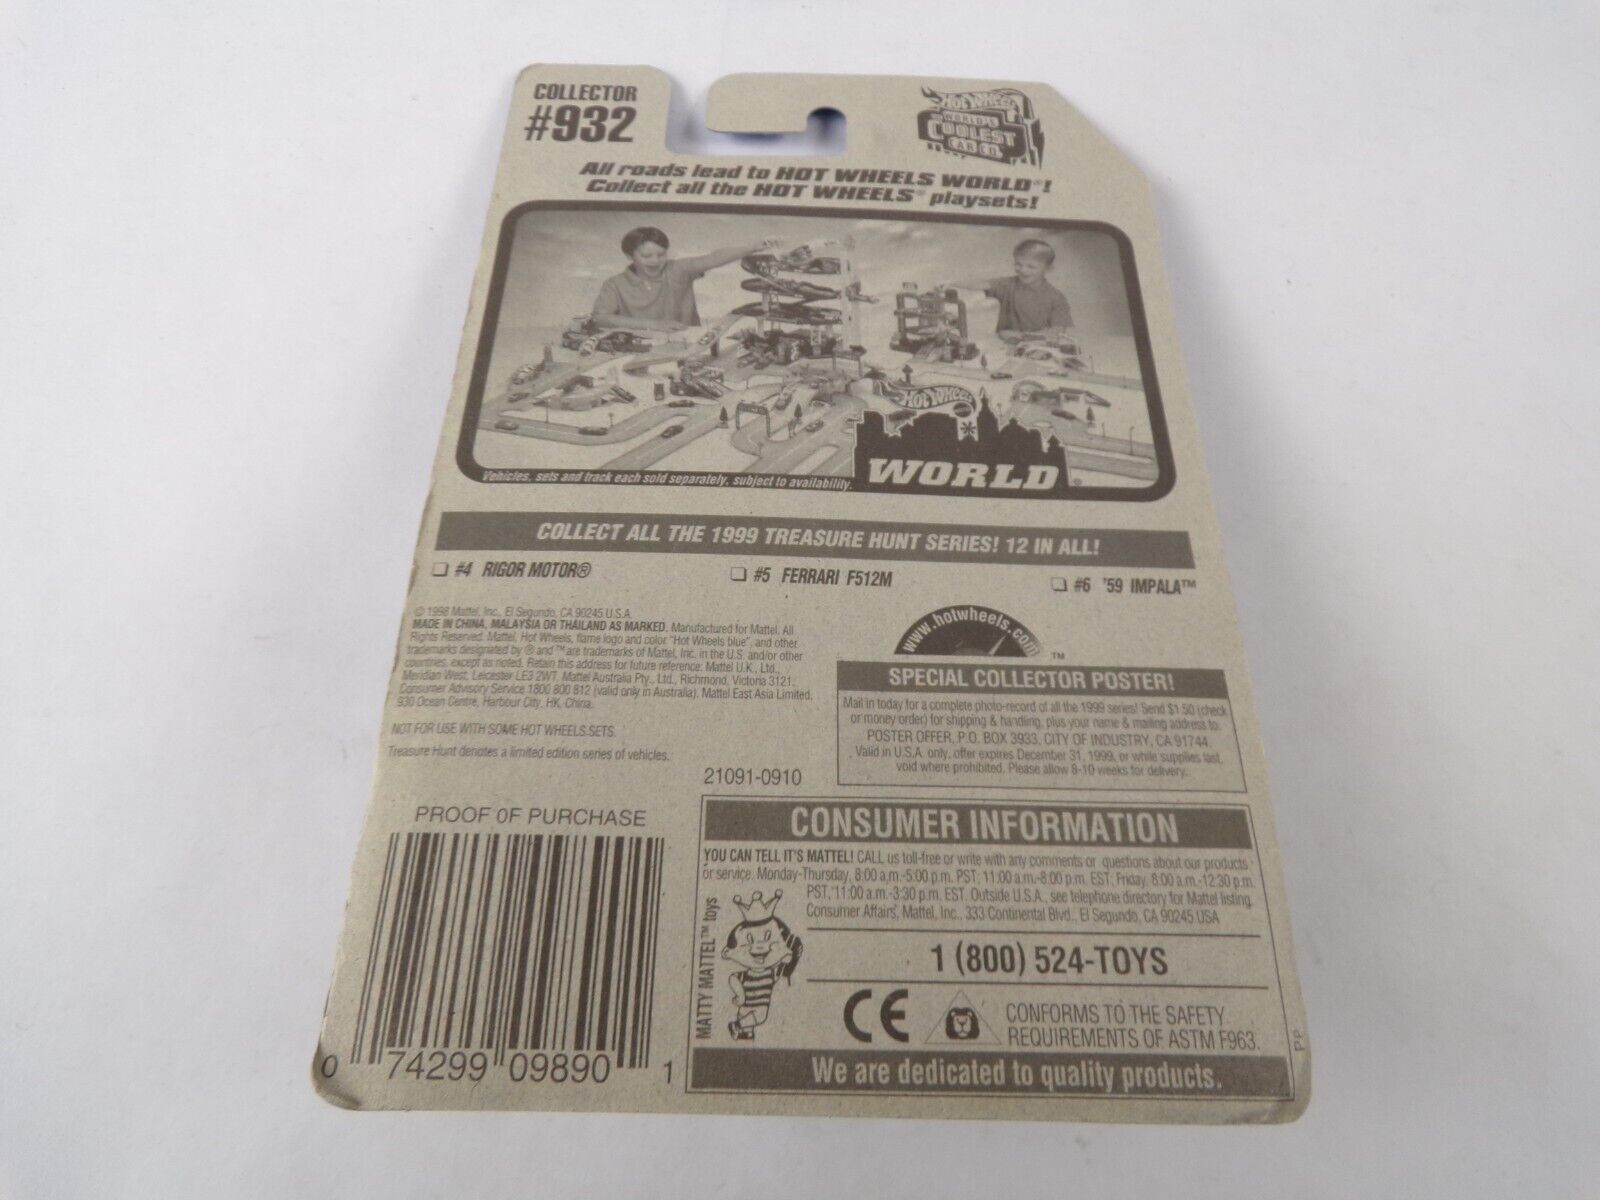 COLLECTOR
#932
HOT WHEELS
WORLD'S
COOLEST
CAR CO.
All roads lead to HOT WHEELS WORLD®!
Collect all the HOT WHEELS® playsets!
HOT WHEELS
WORLD
®
Vehicles, sets and track each sold separately, subject to availability.
COLLECT ALL THE 1999 TREASURE HUNT SERIES! 12 IN ALL!
#4 RIGOR MOTOR®
#5 FERRARI F512M
#6 '59 IMPALA™
© 1998 Mattel, Inc., El Segundo, CA 90245 U.S.A.
MADE IN CHINA, MALAYSIA OR THAILAND AS MARKED. Manufactured for Mattel. All
Rights Reserved. Mattel, Hot Wheels, flame logo and color "Hot Wheels blue", and other
trademarks designated by ® and ™ are trademarks of Mattel, Inc. in the U.S. and/or other
countries, except as noted. Retain this address for future reference: Mattel U.K., Ltd.,
Meridian West, Leicester LE3 2WT. Mattel Australia Pty., Ltd., Richmond, Victoria 3121.
Consumer Advisory Service 1800 800 812 (valid only in Australia). Mattel East Asia Limited,
930 Ocean Centre, Harbour City, HK, China.
NOT FOR USE WITH SOME HOT WHEELS SETS.
Treasure Hunt denotes a limited edition series of vehicles.
21091-0910
www.hotwheels.com
™
SPECIAL COLLECTOR POSTER!
Mail in today for a complete photo-record of all the 1999 series! Send $1.50 (check
or money order) for shipping & handling, plus your name & mailing address to:
POSTER OFFER, P.O. BOX 3933, CITY OF INDUSTRY, CA 91744.
Valid in U.S.A. only, offer expires December 31, 1999, or while supplies last,
void where prohibited. Please allow 8-10 weeks for delivery.
PROOF OF PURCHASE
0 74299 09890 1
CONSUMER INFORMATION
YOU CAN TELL IT'S MATTEL! CALL us toll-free or write with any comments or questions about our products
or service. Monday-Thursday, 8:00 a.m.-5:00 p.m. PST; 11:00 a.m.-8:00 p.m. EST; Friday, 8:00 a.m.-12:30 p.m.
PST, 11:00 a.m.-3:30 p.m. EST. Outside U.S.A., see telephone directory for Mattel listing.
Consumer Affairs, Mattel, Inc., 333 Continental Blvd., El Segundo, CA 90245 USA
MATTY MATTEL™ toys
1 (800) 524-TOYS
CE
CONFORMS TO THE SAFETY
REQUIREMENTS OF ASTM F963.
We are dedicated to quality products.
PP